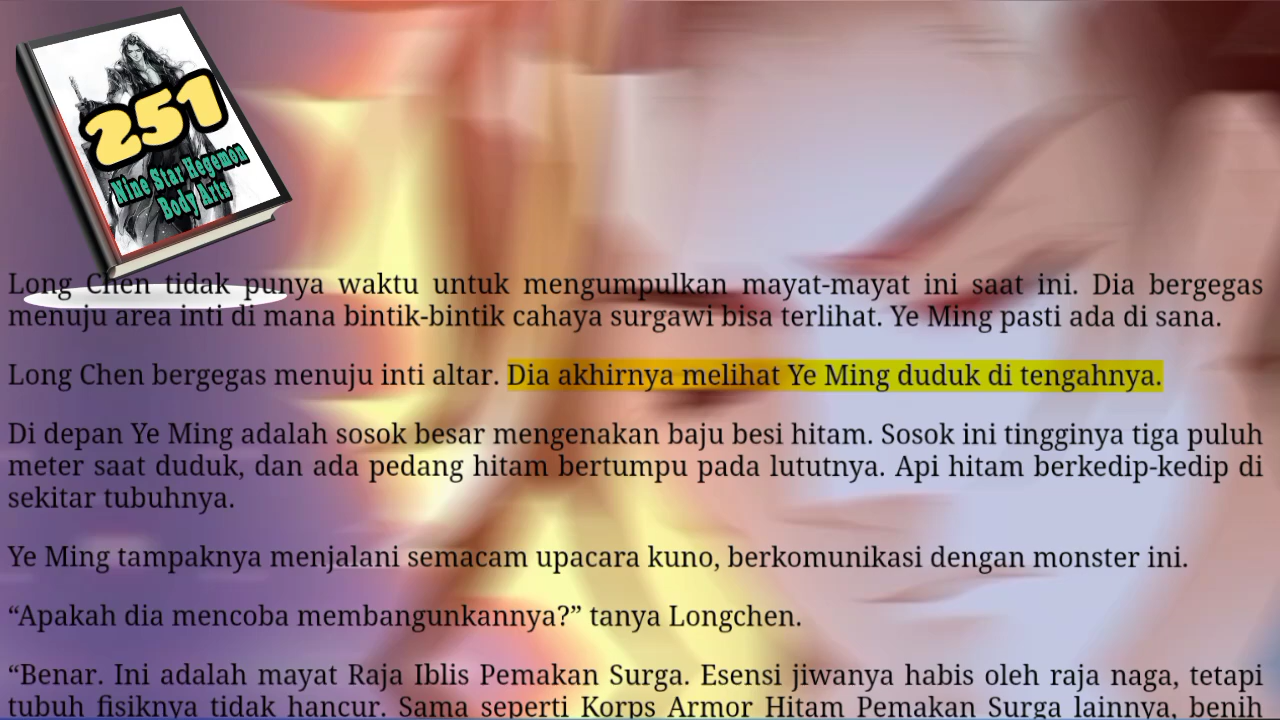 251
Nine Star Hegemon
Body Arts
Long Chen tidak punya waktu untuk mengumpulkan mayat-mayat ini saat ini. Dia bergegas
menuju area inti di mana bintik-bintik cahaya surgawi bisa terlihat. Ye Ming pasti ada di sana.
Long Chen bergegas menuju inti altar. Dia akhirnya melihat Ye Ming duduk di tengahnya.
Di depan Ye Ming adalah sosok besar mengenakan baju besi hitam. Sosok ini tingginya tiga puluh
meter saat duduk, dan ada pedang hitam bertumpu pada lututnya. Api hitam berkedip-kedip di
sekitar tubuhnya.
Ye Ming tampaknya menjalani semacam upacara kuno, berkomunikasi dengan monster ini.
“Apakah dia mencoba membangunkannya?” tanya Longchen.
“Benar. Ini adalah mayat Raja Iblis Pemakan Surga. Esensi jiwanya habis oleh raja naga, tetapi
tubuh fisiknya tidak hancur. Sama seperti Korps Armor Hitam Pemakan Surga lainnya, benih